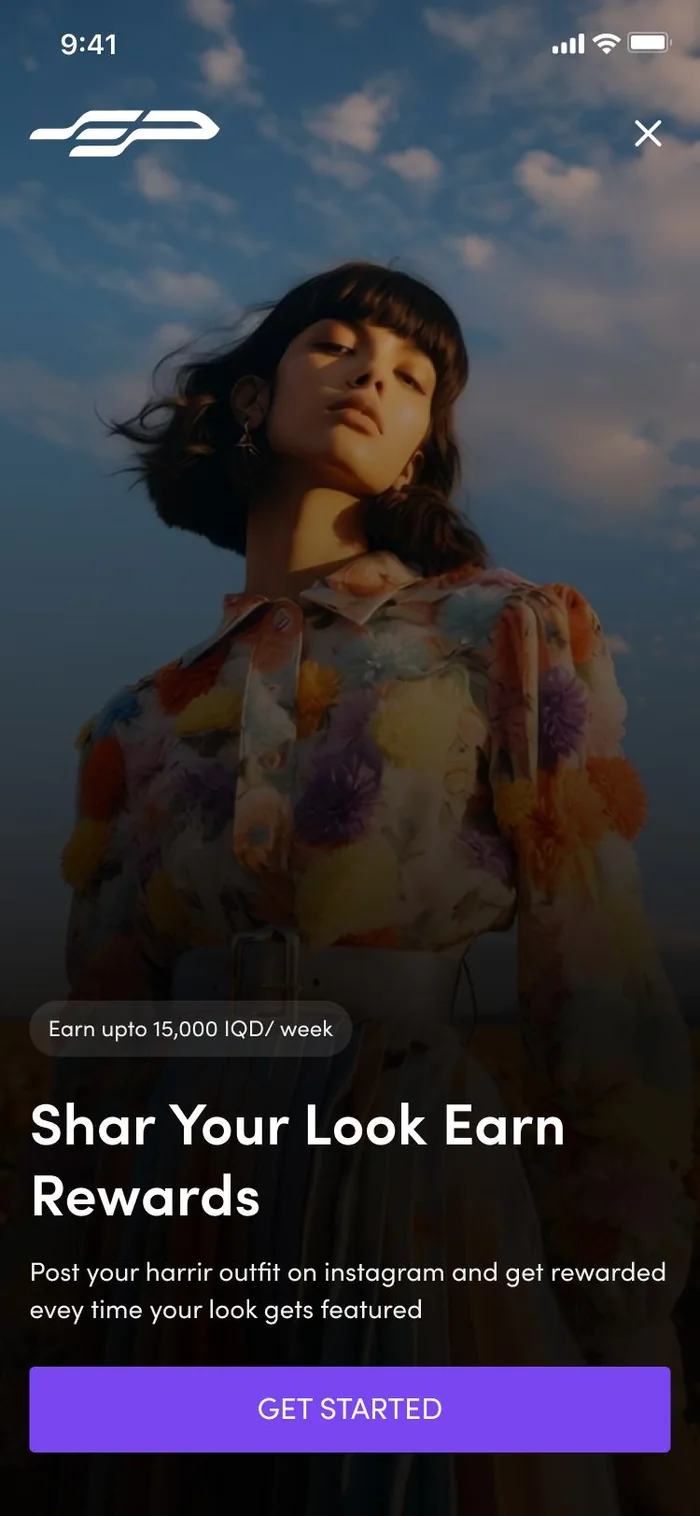 9:41
Earn upto 15,000 IQD/ week
Shar Your Look Earn
Rewards
Post your harrir outfit on instagram and get rewarded
evey time your look gets featured
GET STARTED